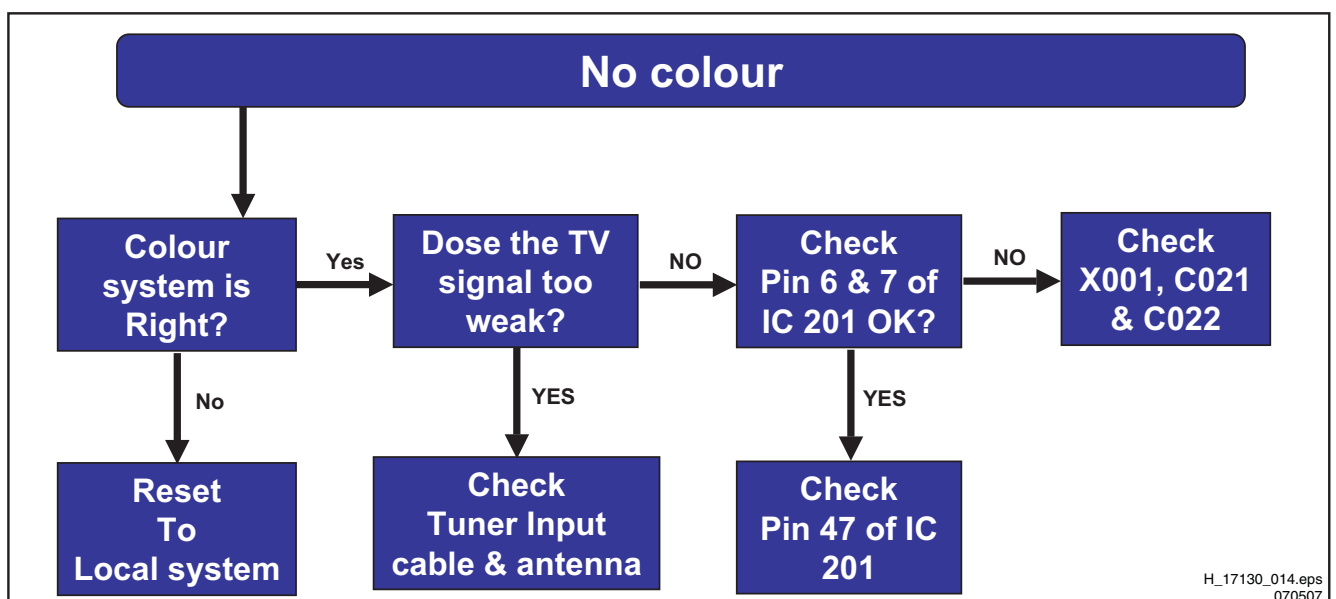 No colour
Colour
system is
Right?
Yes
Dose the TV
signal too
weak?
NO
Check
Pin 6 & 7 of
IC 201 OK?
NO
Check
X001, C021
& C022
No
YES
YES
Reset
To
Local system
Check
Tuner Input
cable & antenna
Check
Pin 47 of IC
201
H_17130_014.eps
070507